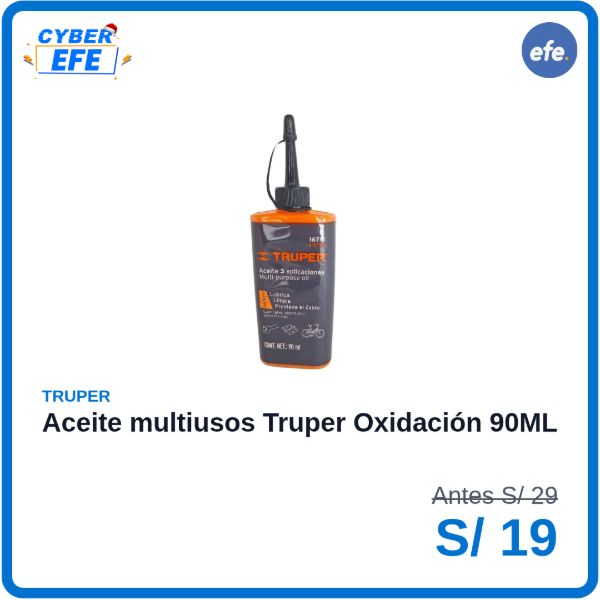 CYBER
EFE
efe.
TRUPER
Aceite 3 aplicaciones
Multi-purpose oil
Lubrica
Limpia
Previene el Óxido
CONT. NET.: 90 ml
TRUPER
Aceite multiusos Truper Oxidación 90ML
Antes S/ 29
S/ 19